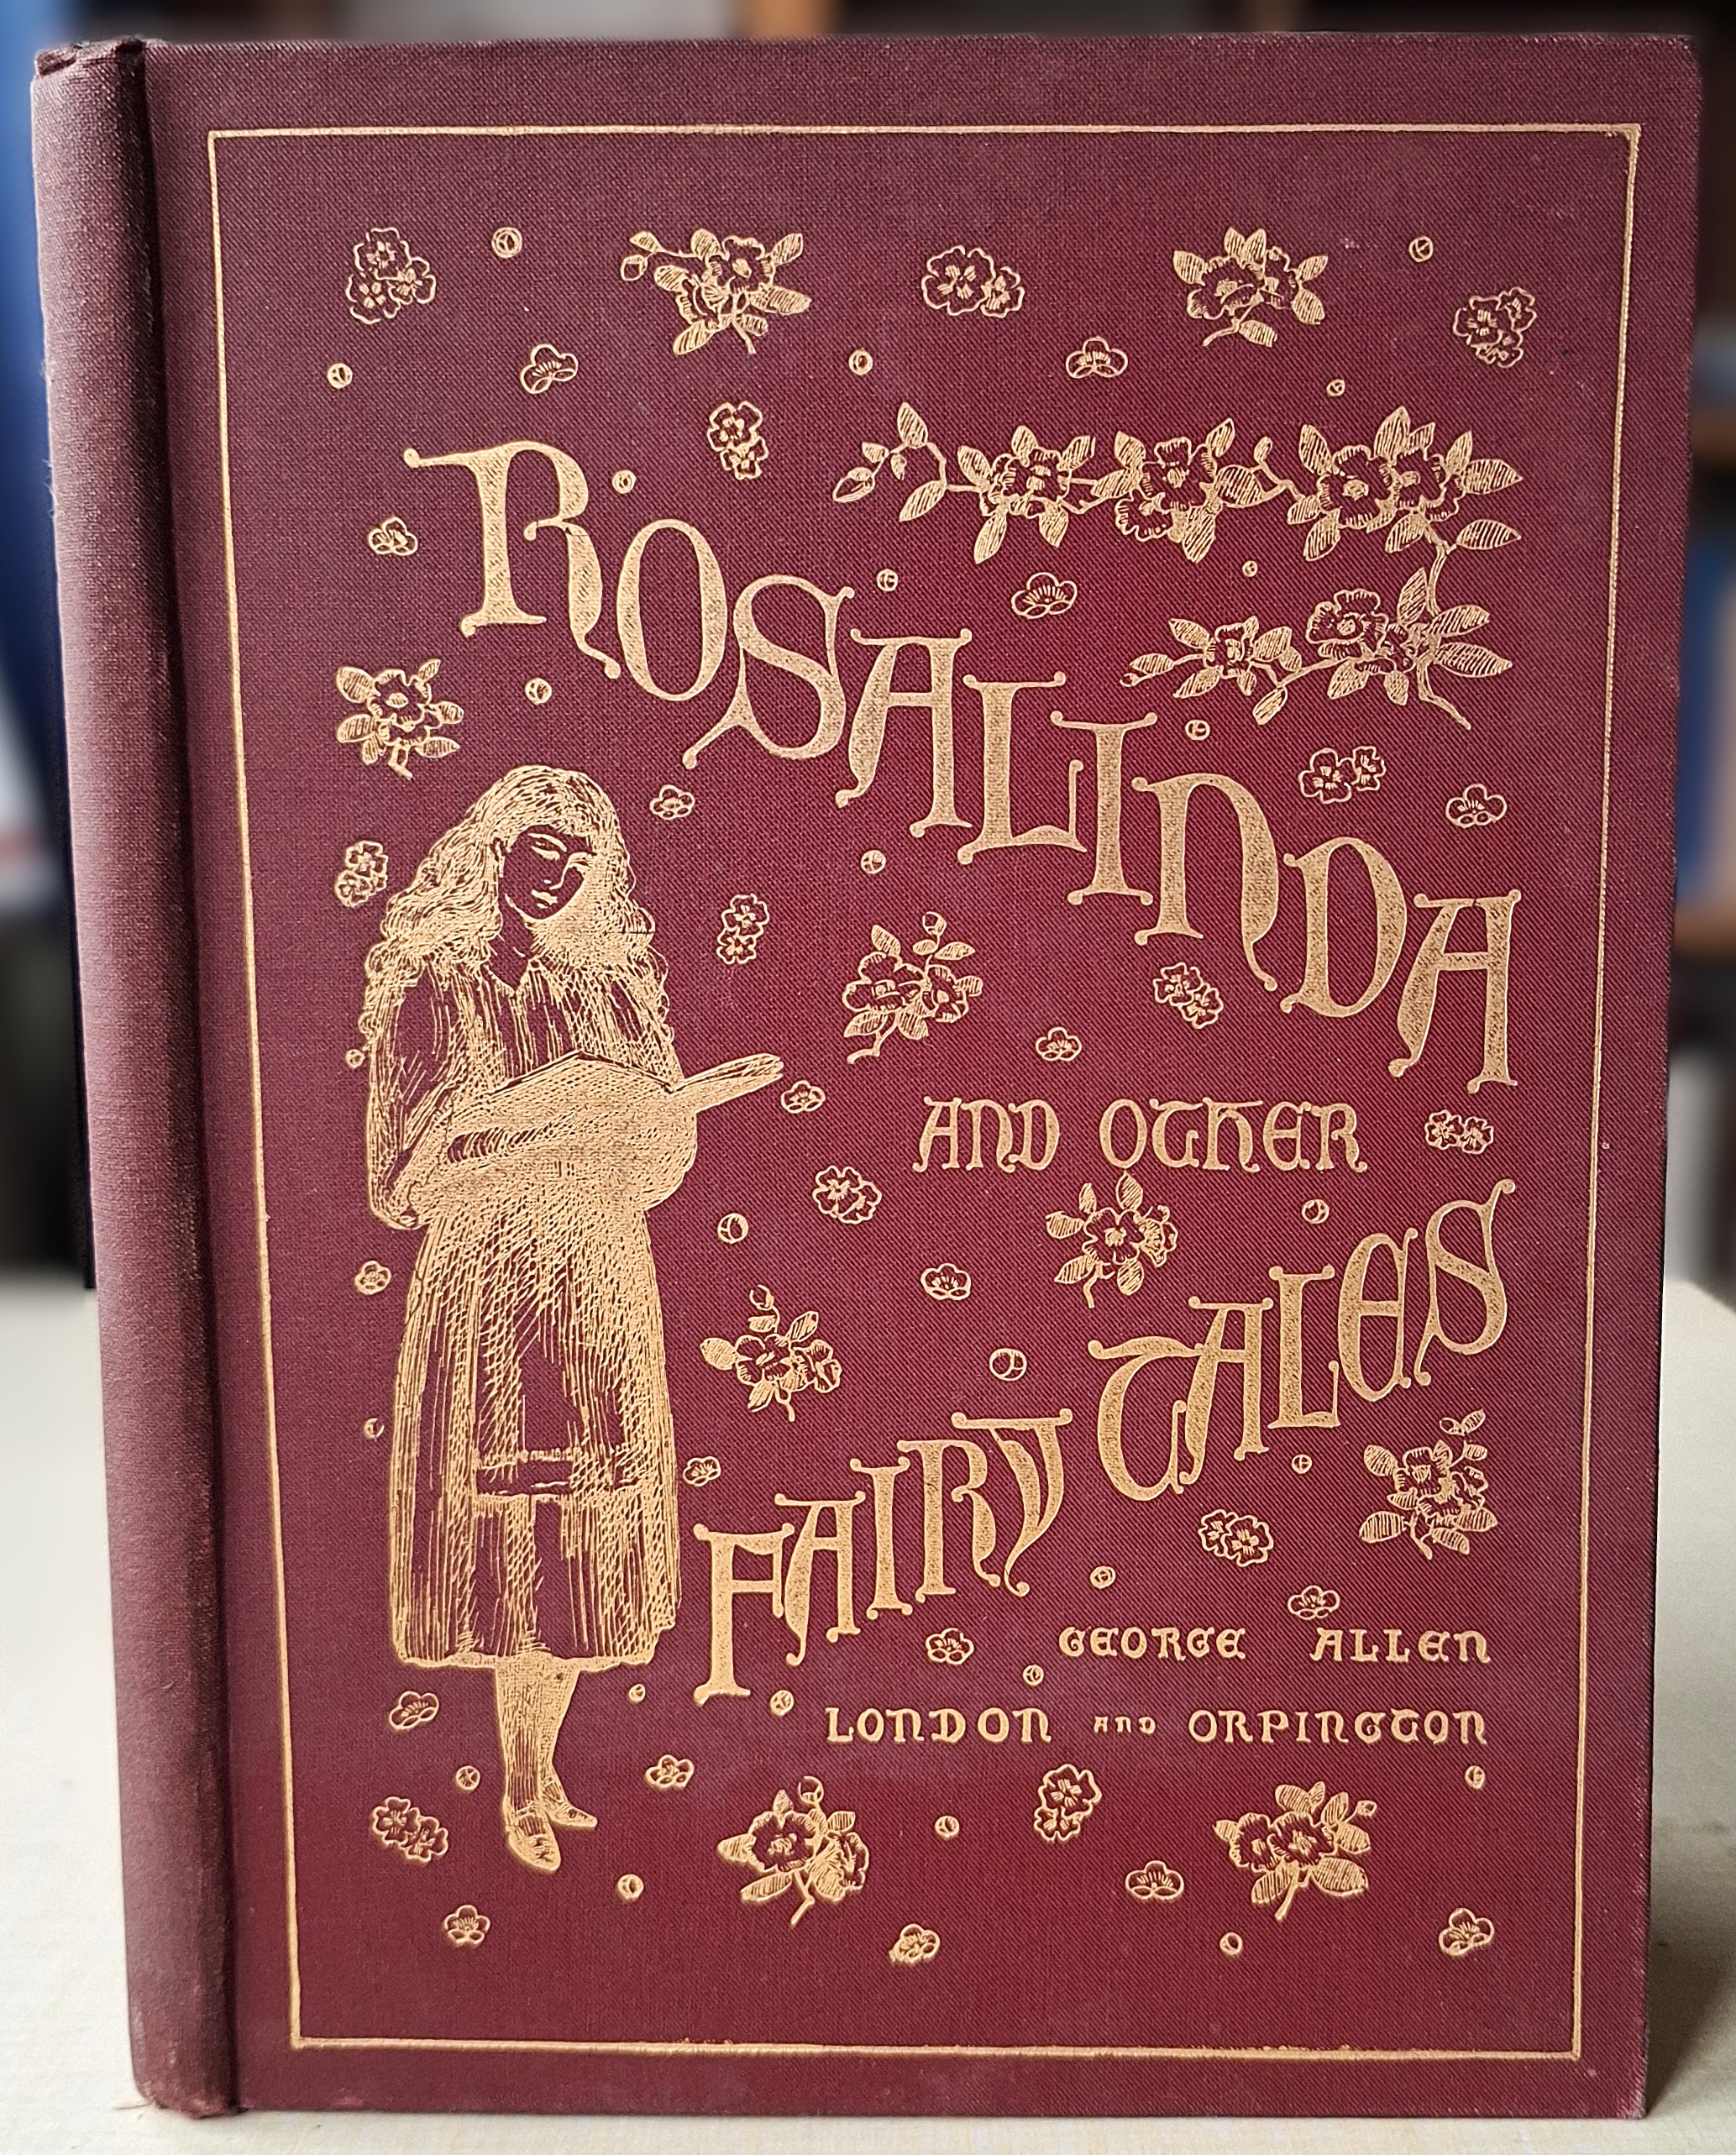 ROSALINDA
AND OTHER
FAIRY TALES
GEORGE ALLEN
LONDON AND ORPINGTON